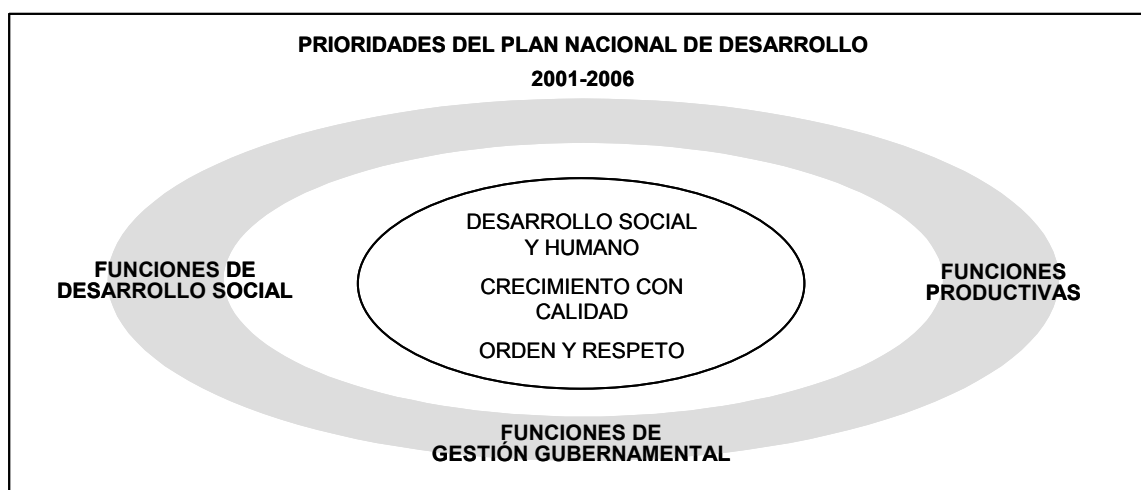 PRIORIDADES DEL PLAN NACIONAL DE DESARROLLO
2001-2006
DESARROLLO SOCIAL
Y HUMANO
CRECIMIENTO CON
CALIDAD
ORDEN Y RESPETO
FUNCIONES DE
DESARROLLO SOCIAL
FUNCIONES
PRODUCTIVAS
FUNCIONES DE
GESTIÓN GUBERNAMENTAL